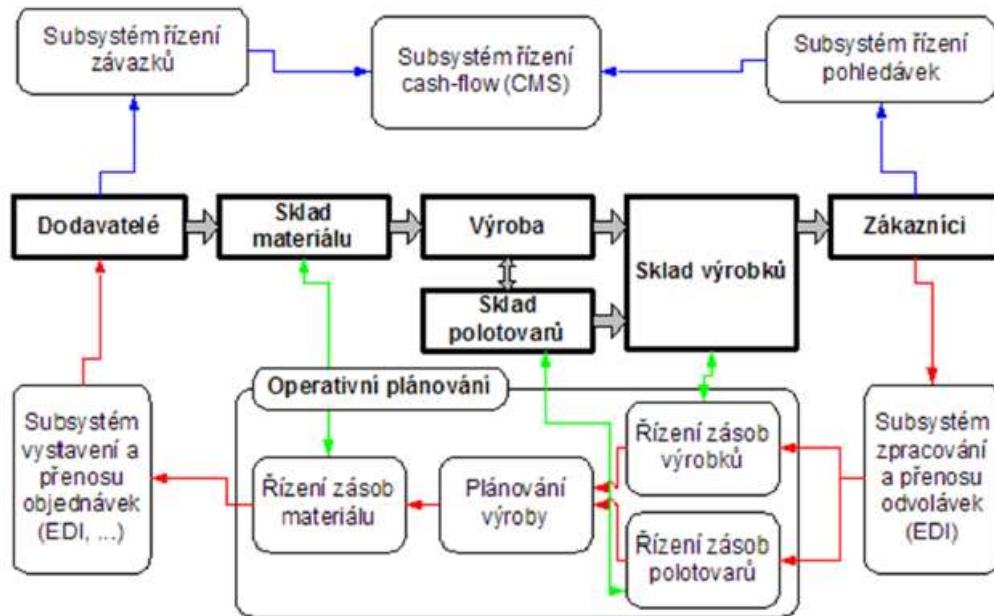 Subsystém řízení
závazků
Subsystém řízení
cash-flow (CMS)
Subsystém řízení
pohledávek
Dodavatelé
Sklad
materiálu
Výroba
Sklad výrobků
Zákazníci
Sklad
polotovarů
Operativní plánování
Subsystém
vystavení a
přenosu
objednávek
(EDI, ...)
Řízení zásob
materiálu
Plánování
výroby
Řízení zásob
výrobků
Řízení zásob
polotovarů
Subsystém
zpracování
a přenosu
odvolávek
(EDI)